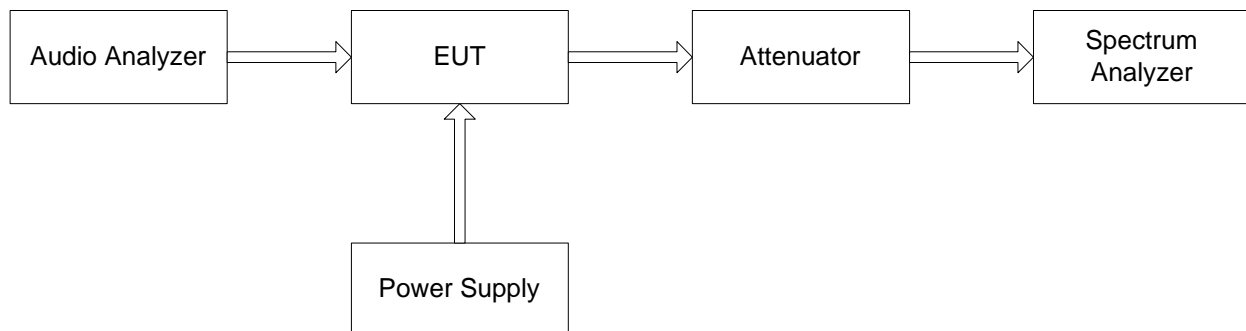 Audio Analyzer
EUT
Attenuator
Spectrum
Analyzer
Power Supply